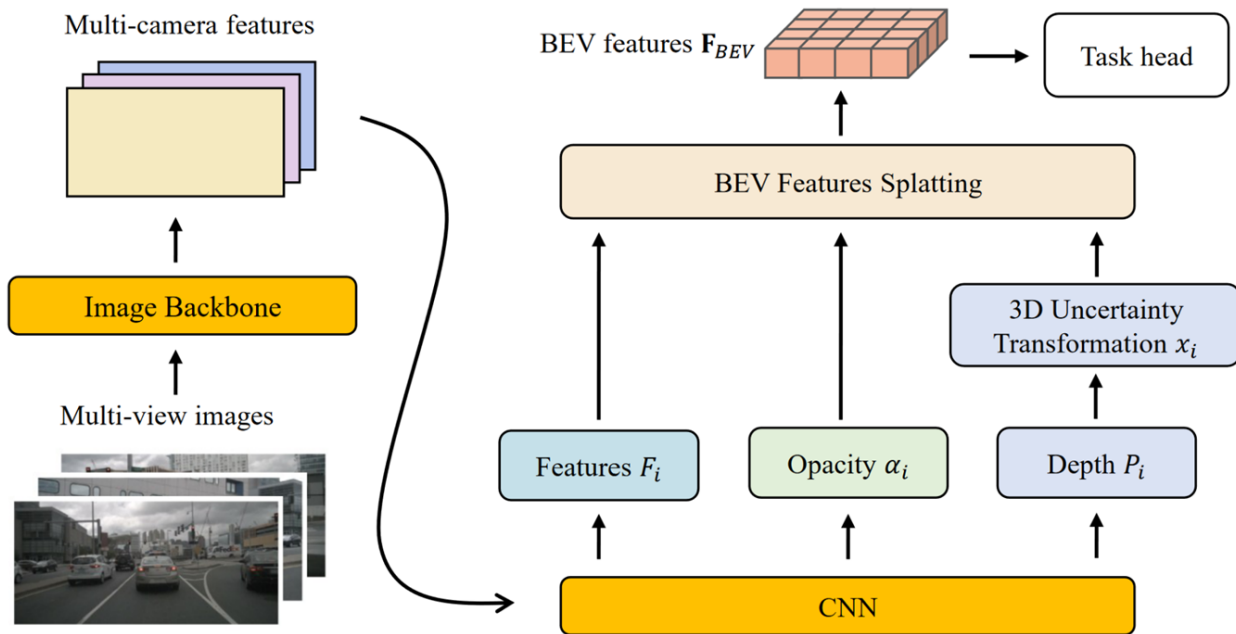 Multi-camera features
Image Backbone
Multi-view images
BEV features F_BEV
Task head
BEV Features Splatting
3D Uncertainty
Transformation x_i
Features F_i
Opacity α_i
Depth P_i
CNN